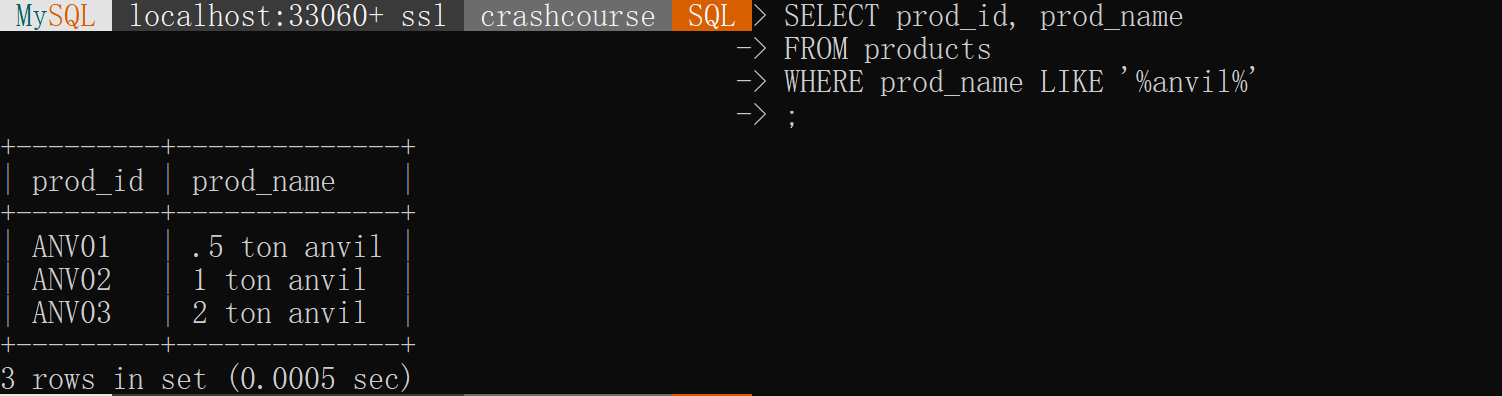 MySQL localhost:33060+ ssl crashcourse SQL > SELECT prod_id, prod_name
-> FROM products
-> WHERE prod_name LIKE '%anvil%'
-> ;
+---------+--------------+
| prod_id | prod_name    |
+---------+--------------+
| ANV01   | .5 ton anvil |
| ANV02   | 1 ton anvil  |
| ANV03   | 2 ton anvil  |
+---------+--------------+
3 rows in set (0.0005 sec)